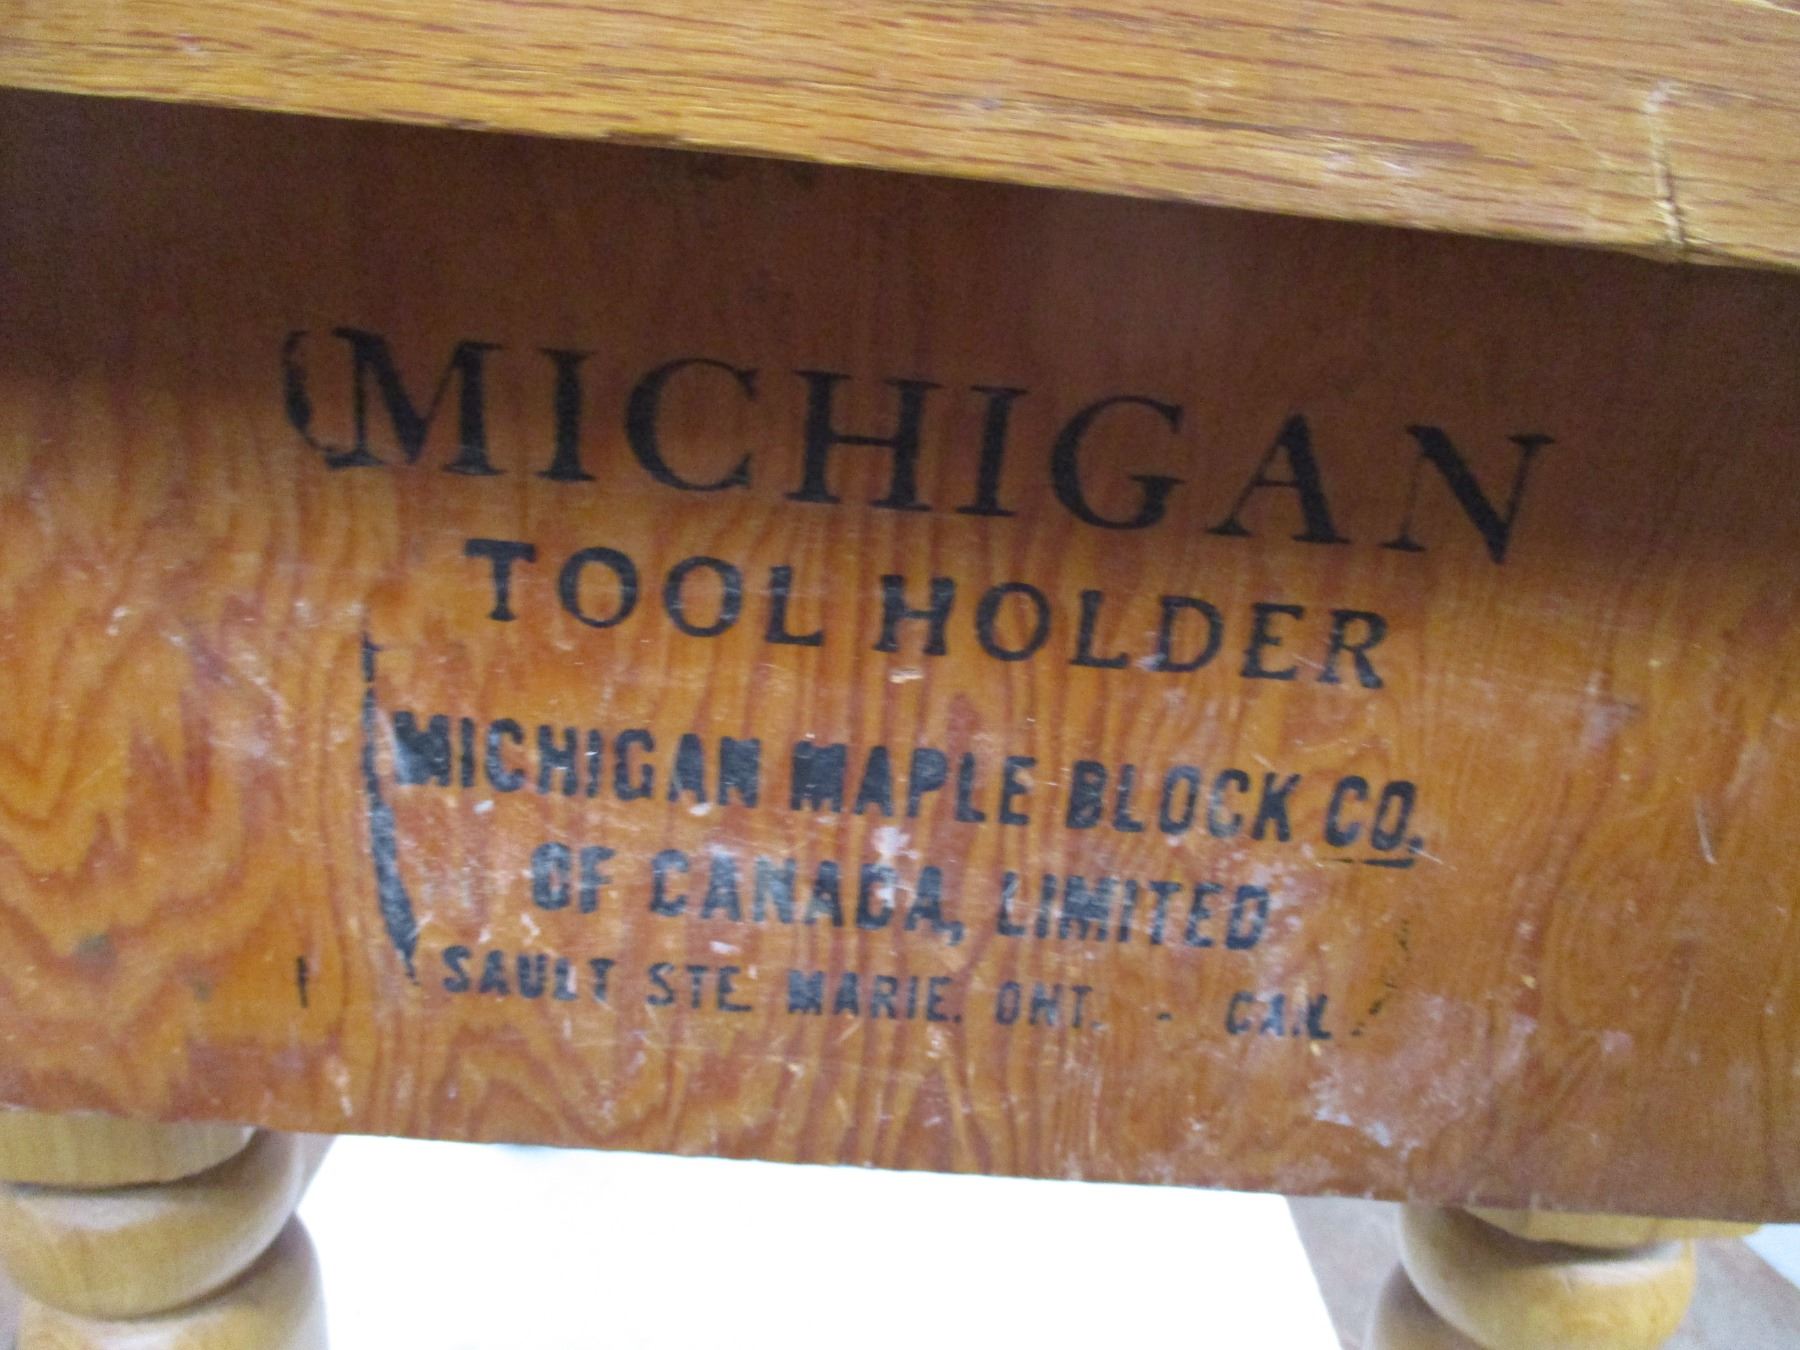 MICHIGAN
TOOL HOLDER
MICHIGAN MAPLE BLOCK CO.
OF CANADA, LIMITED
SAULT STE. MARIE. ONT. - CAN.